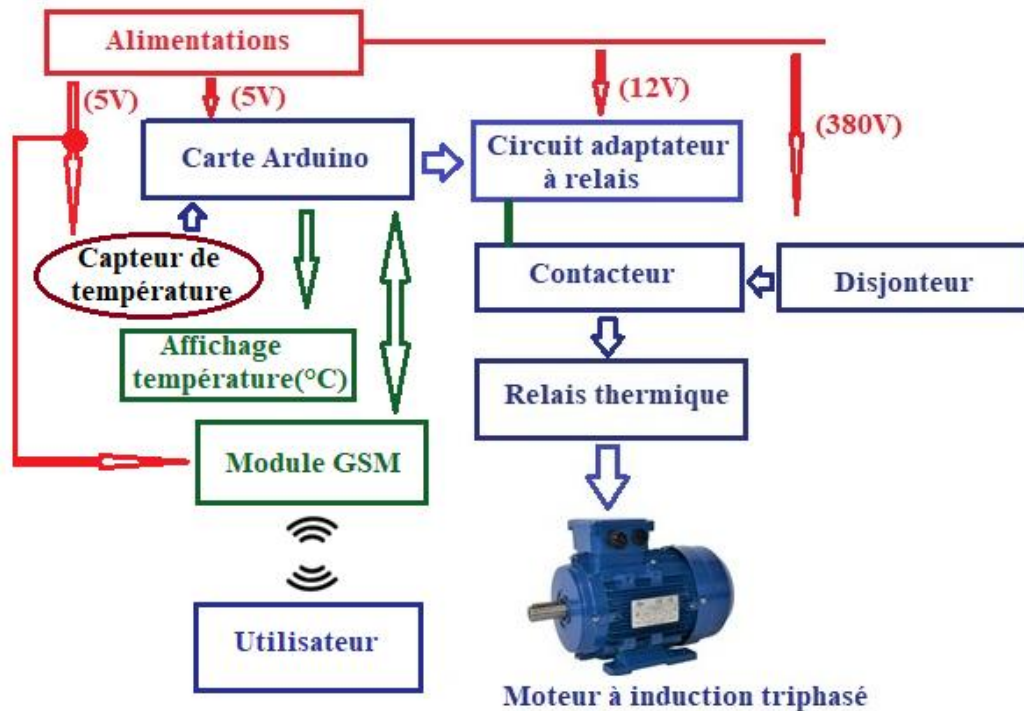 Alimentations
(5V)
(5V)
(12V)
(380V)
Carte Arduino
Circuit adaptateur
à relais
Capteur de
température
Contacteur
Disjonteur
Affichage
température(°C)
Relais thermique
Module GSM
Utilisateur
Moteur à induction triphasé